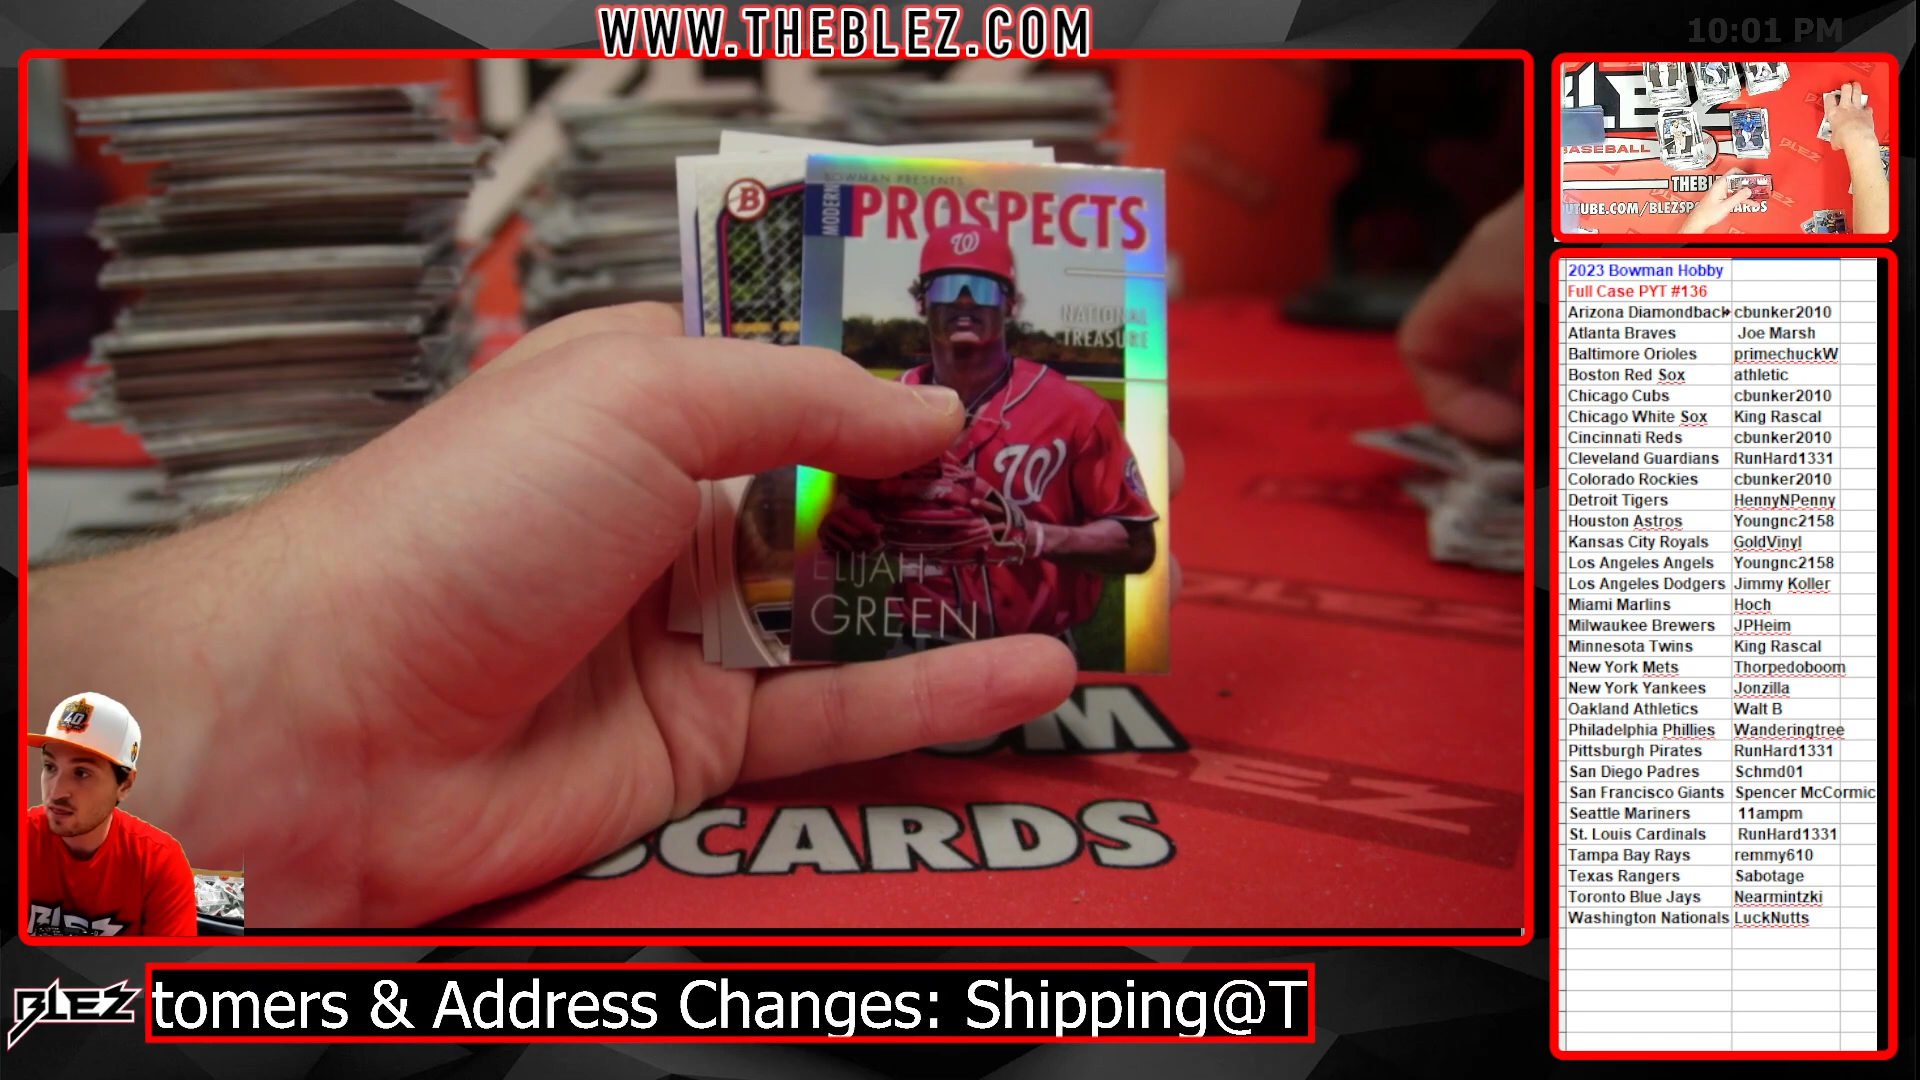 WWW.THEBLEZ.COM
10:01 PM
BOWMAN PRESENTS
MODERN
PROSPECTS
NATIONAL
TREASURE
ELIJAH
GREEN
CARDS
BASEBALL
BLEZ
THEBL
UTUBE.COM/BLEZSP
2023 Bowman Hobby
Full Case PYT #136
Arizona Diamondback cbunker2010
Atlanta Braves Joe Marsh
Baltimore Orioles primechuckW
Boston Red Sox athletic
Chicago Cubs cbunker2010
Chicago White Sox King Rascal
Cincinnati Reds cbunker2010
Cleveland Guardians RunHard1331
Colorado Rockies cbunker2010
Detroit Tigers HennyNPenny
Houston Astros Youngnc2158
Kansas City Royals GoldVinyl
Los Angeles Angels Youngnc2158
Los Angeles Dodgers Jimmy Koller
Miami Marlins Hoch
Milwaukee Brewers JPHeim
Minnesota Twins King Rascal
New York Mets Thorpedoboom
New York Yankees Jonzilla
Oakland Athletics Walt B
Philadelphia Phillies Wanderingtree
Pittsburgh Pirates RunHard1331
San Diego Padres Schmd01
San Francisco Giants Spencer McCormic
Seattle Mariners 11ampm
St. Louis Cardinals RunHard1331
Tampa Bay Rays remmy610
Texas Rangers Sabotage
Toronto Blue Jays Nearmintzki
Washington Nationals LuckNutts
BLEZ
tomers & Address Changes: Shipping@T